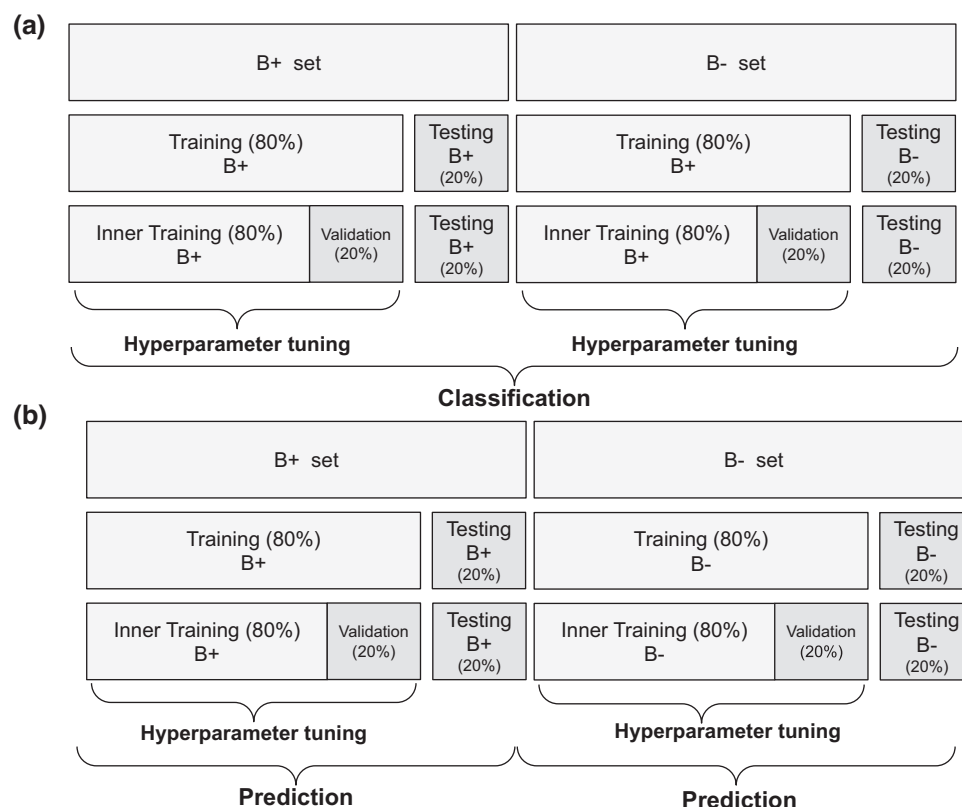 (a)
B+ set
B- set
Training (80%)
B+
Testing
B+
(20%)
Training (80%)
B+
Testing
B-
(20%)
Inner Training (80%)
B+
Validation
(20%)
Testing
B+
(20%)
Inner Training (80%)
B+
Validation
(20%)
Testing
B-
(20%)
Hyperparameter tuning
Hyperparameter tuning
Classification
(b)
B+ set
B- set
Training (80%)
B+
Testing
B+
(20%)
Training (80%)
B-
Testing
B-
(20%)
Inner Training (80%)
B+
Validation
(20%)
Testing
B+
(20%)
Inner Training (80%)
B-
Validation
(20%)
Testing
B-
(20%)
Hyperparameter tuning
Hyperparameter tuning
Prediction
Prediction